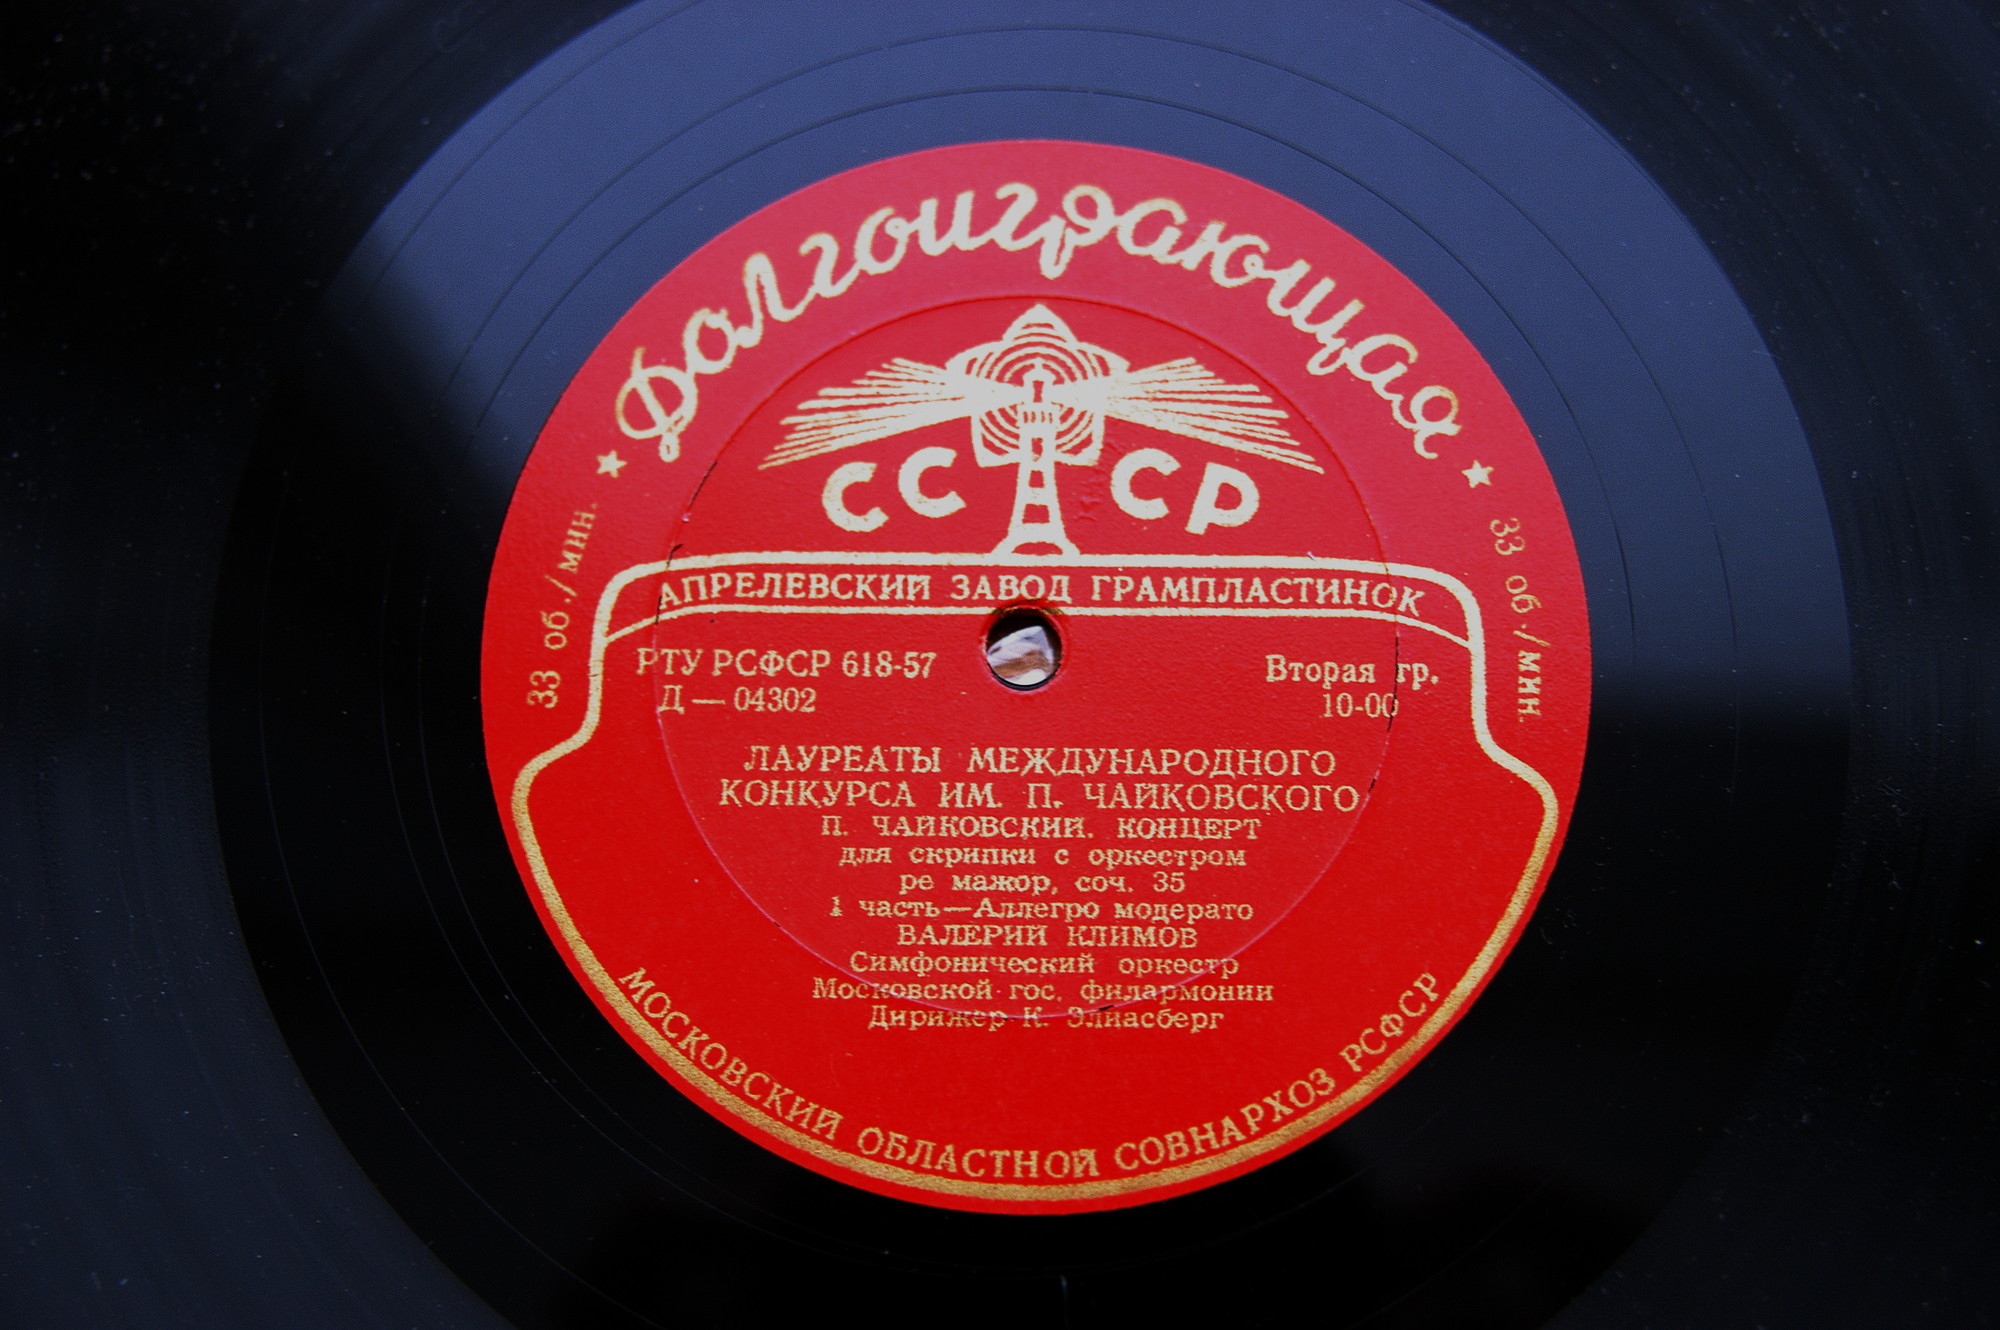 Долгоиграющая
★ ★
33 об./мин.
33 об./мин.
СССР
АПРЕЛЕВСКИЙ ЗАВОД ГРАМПЛАСТИНОК
РТУ РСФСР 618-57
Д — 04302
Вторая гр.
10-00
ЛАУРЕАТЫ МЕЖДУНАРОДНОГО
КОНКУРСА ИМ. П. ЧАЙКОВСКОГО
П. ЧАЙКОВСКИЙ. КОНЦЕРТ
для скрипки с оркестром
ре мажор, соч. 35
1 часть—Аллегро модерато
ВАЛЕРИЙ КЛИМОВ
Симфонический оркестр
Московской гос. филармонии
Дирижер К. Элиасберг
МОСКОВСКИЙ ОБЛАСТНОЙ СОВНАРХОЗ РСФСР